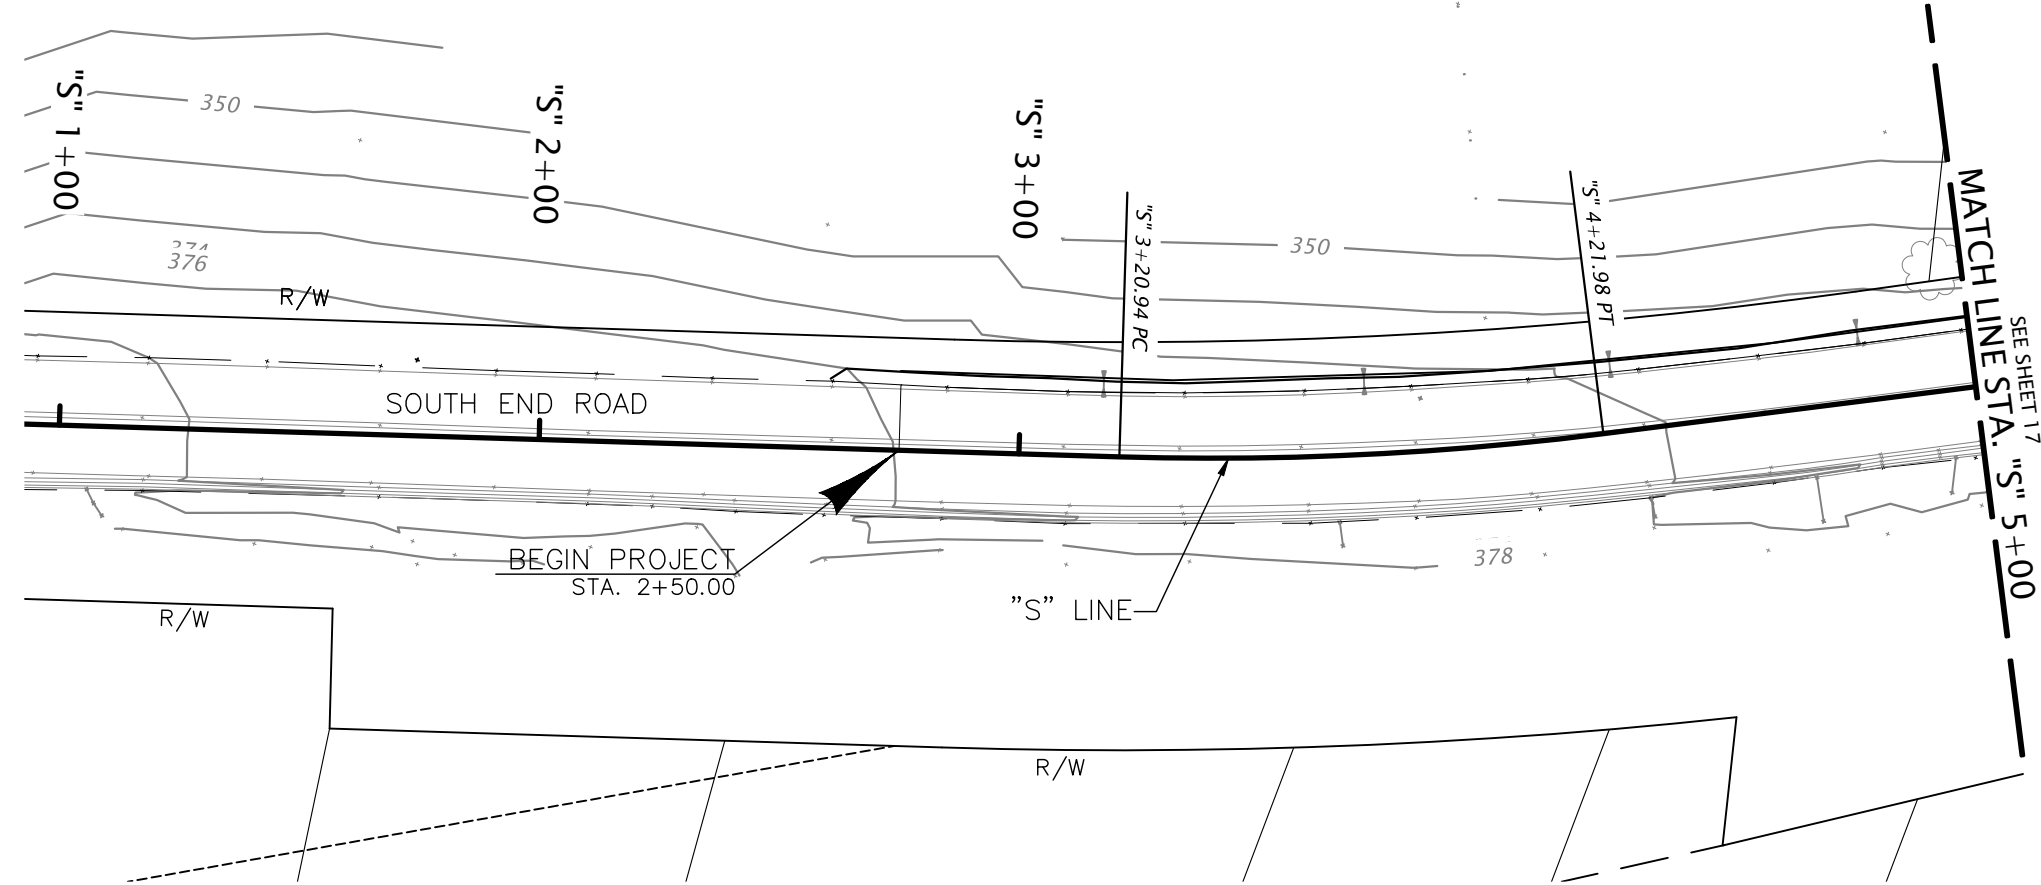 "S" 1+00
"S" 2+00
"S" 3+00
350
374
376
R/W
"S" 3+20.94 PC
350
"S" 4+21.98 PT
MATCH LINE STA. "S" 5+00
SEE SHEET 17
SOUTH END ROAD
BEGIN PROJECT
STA. 2+50.00
"S" LINE
378
R/W
R/W